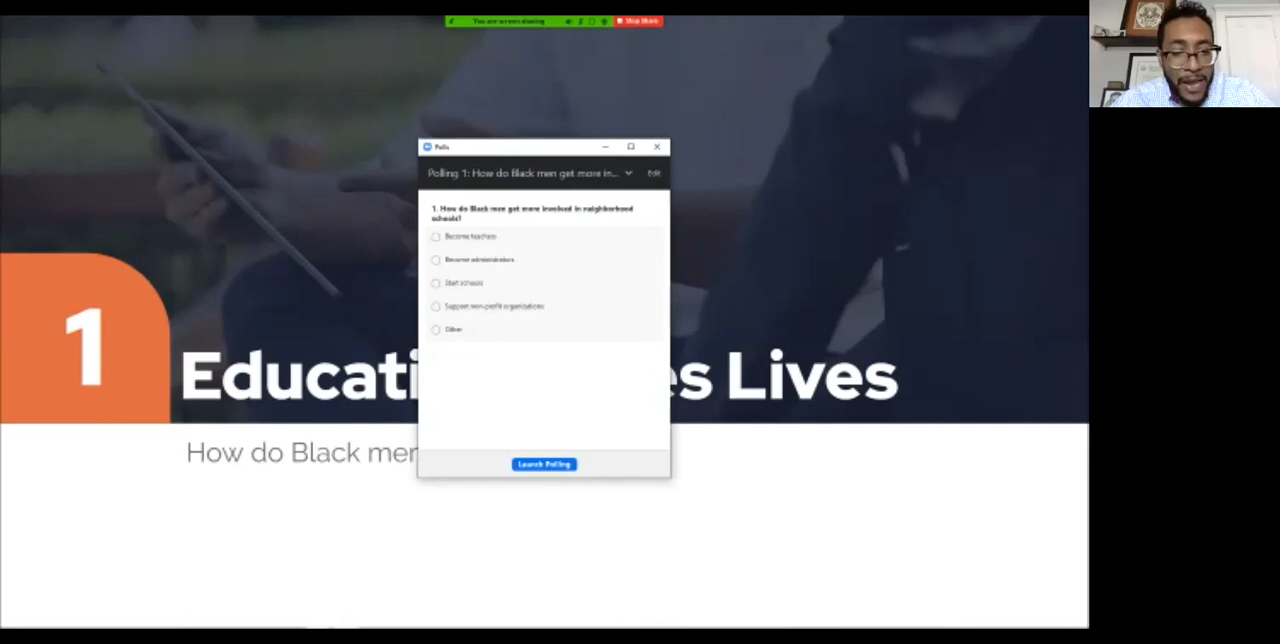 You are screen sharing
Stop Share
Polls
Polling 1: How do Black men get more in...
Edit
1. How do Black men get more involved in neighborhood
schools?
Become teachers
Become administrators
Start schools
Support non-profit organizations
Other
1
Educati
es Lives
How do Black mer
Launch Polling